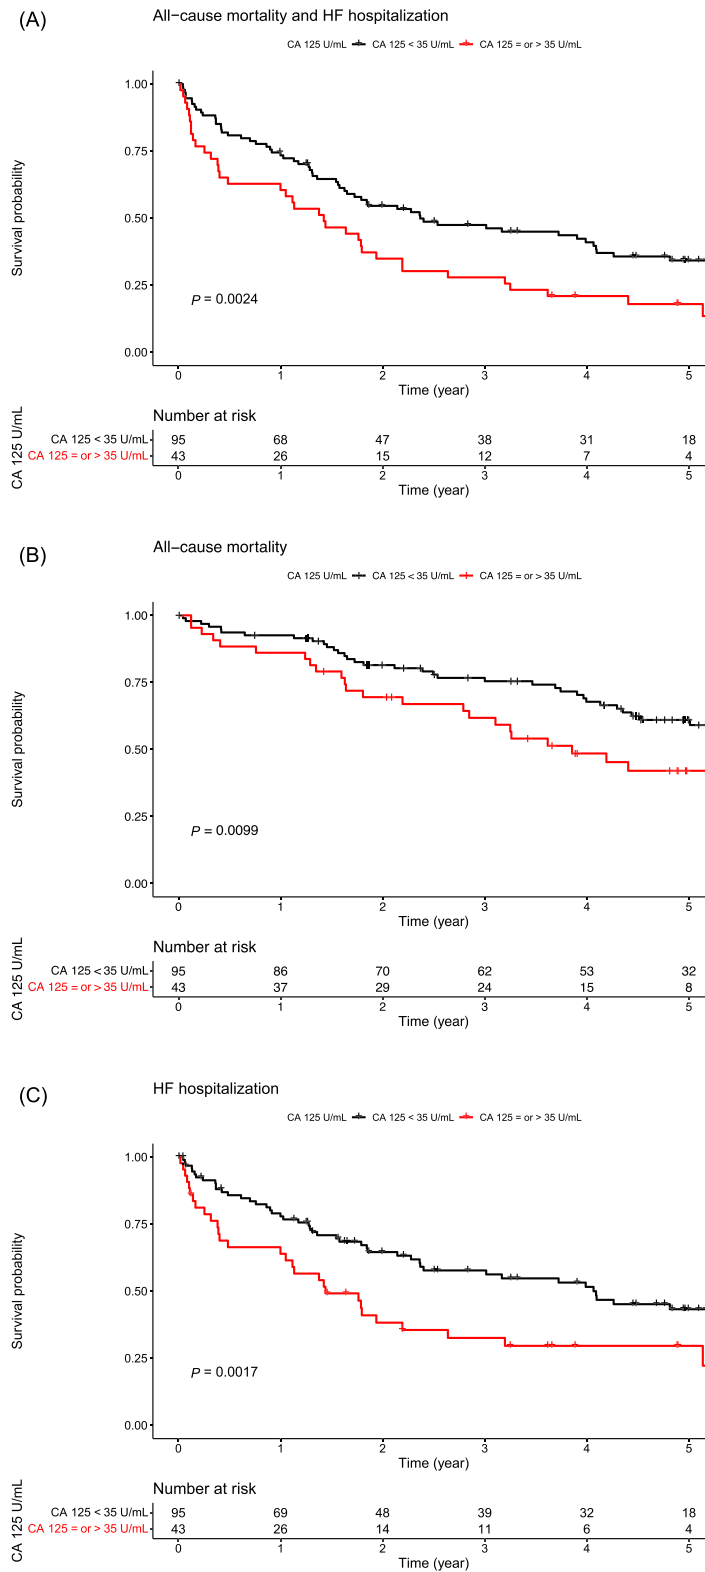 (A)
All−cause mortality and HF hospitalization
CA 125 U/mL CA 125 < 35 U/mL CA 125 = or > 35 U/mL
Survival probability
1.00
0.75
0.50
0.25
0.00
P = 0.0024
0 1 2 3 4 5
Time (year)
Number at risk
CA 125 U/mL
CA 125 < 35 U/mL 95 68 47 38 31 18
CA 125 = or > 35 U/mL 43 26 15 12 7 4
0 1 2 3 4 5
Time (year)
(B)
All−cause mortality
CA 125 U/mL CA 125 < 35 U/mL CA 125 = or > 35 U/mL
Survival probability
1.00
0.75
0.50
0.25
0.00
P = 0.0099
0 1 2 3 4 5
Time (year)
Number at risk
CA 125 U/mL
CA 125 < 35 U/mL 95 86 70 62 53 32
CA 125 = or > 35 U/mL 43 37 29 24 15 8
0 1 2 3 4 5
Time (year)
(C)
HF hospitalization
CA 125 U/mL CA 125 < 35 U/mL CA 125 = or > 35 U/mL
Survival probability
1.00
0.75
0.50
0.25
0.00
P = 0.0017
0 1 2 3 4 5
Time (year)
Number at risk
CA 125 U/mL
CA 125 < 35 U/mL 95 69 48 39 32 18
CA 125 = or > 35 U/mL 43 26 14 11 6 4
0 1 2 3 4 5
Time (year)